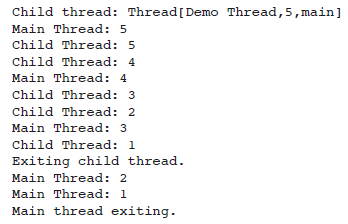 Child thread: Thread[Demo Thread,5,main]
Main Thread: 5
Child Thread: 5
Child Thread: 4
Main Thread: 4
Child Thread: 3
Child Thread: 2
Main Thread: 3
Child Thread: 1
Exiting child thread.
Main Thread: 2
Main Thread: 1
Main thread exiting.